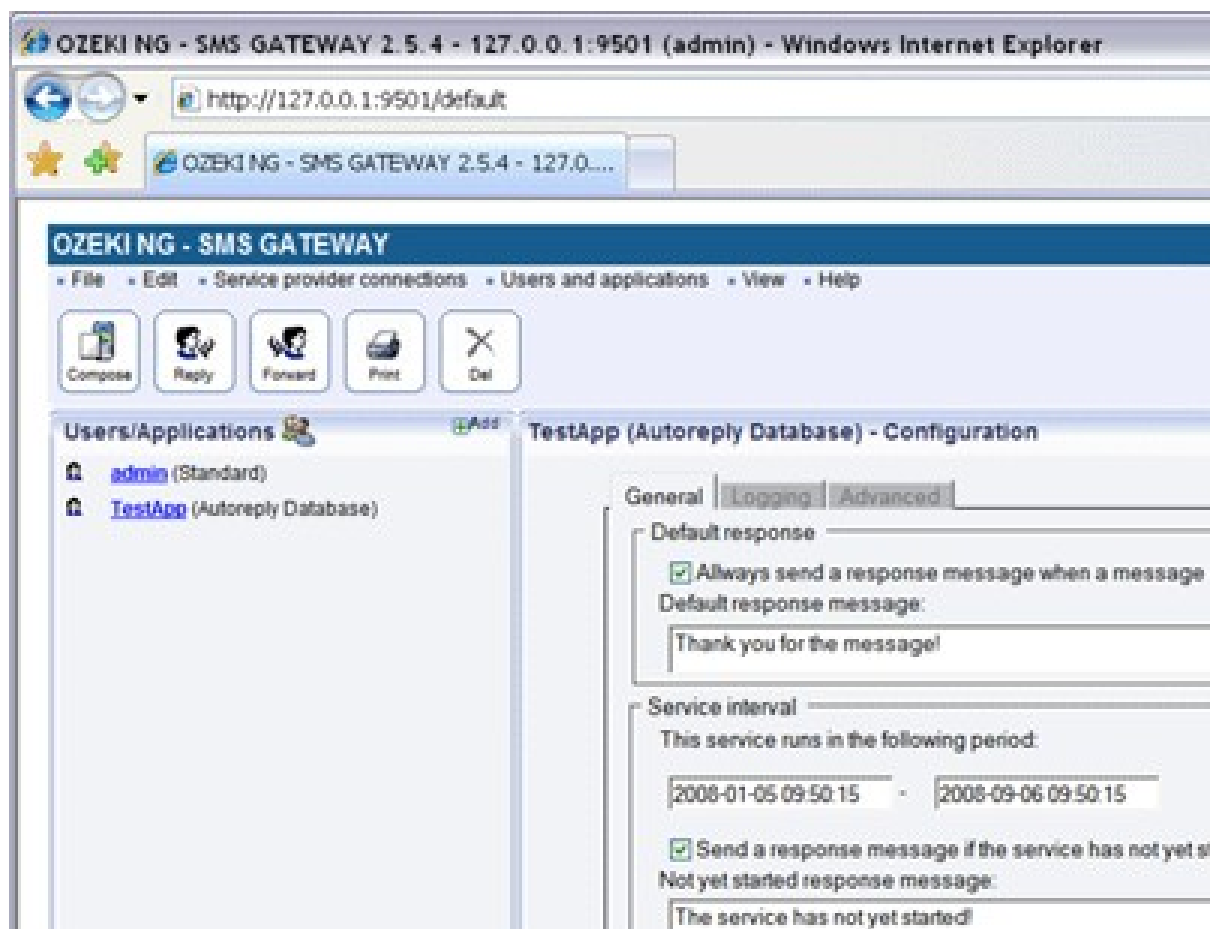 OZEKI NG - SMS GATEWAY 2.5.4 - 127.0.0.1:9501 (admin) - Windows Internet Explorer
http://127.0.0.1:9501/default
OZEKI NG - SMS GATEWAY 2.5.4 - 127.0....
OZEKI NG - SMS GATEWAY
File Edit Service provider connections Users and applications View Help
Compose Reply Forward Print Del
Users/Applications Add
admin (Standard)
TestApp (Autoreply Database)
TestApp (Autoreply Database) - Configuration
General Logging Advanced
Default response
Allways send a response message when a message
Default response message:
Thank you for the message!
Service interval
This service runs in the following period:
2008-01-05 09:50:15 - 2008-09-06 09:50:15
Send a response message if the service has not yet st
Not yet started response message:
The service has not yet started!